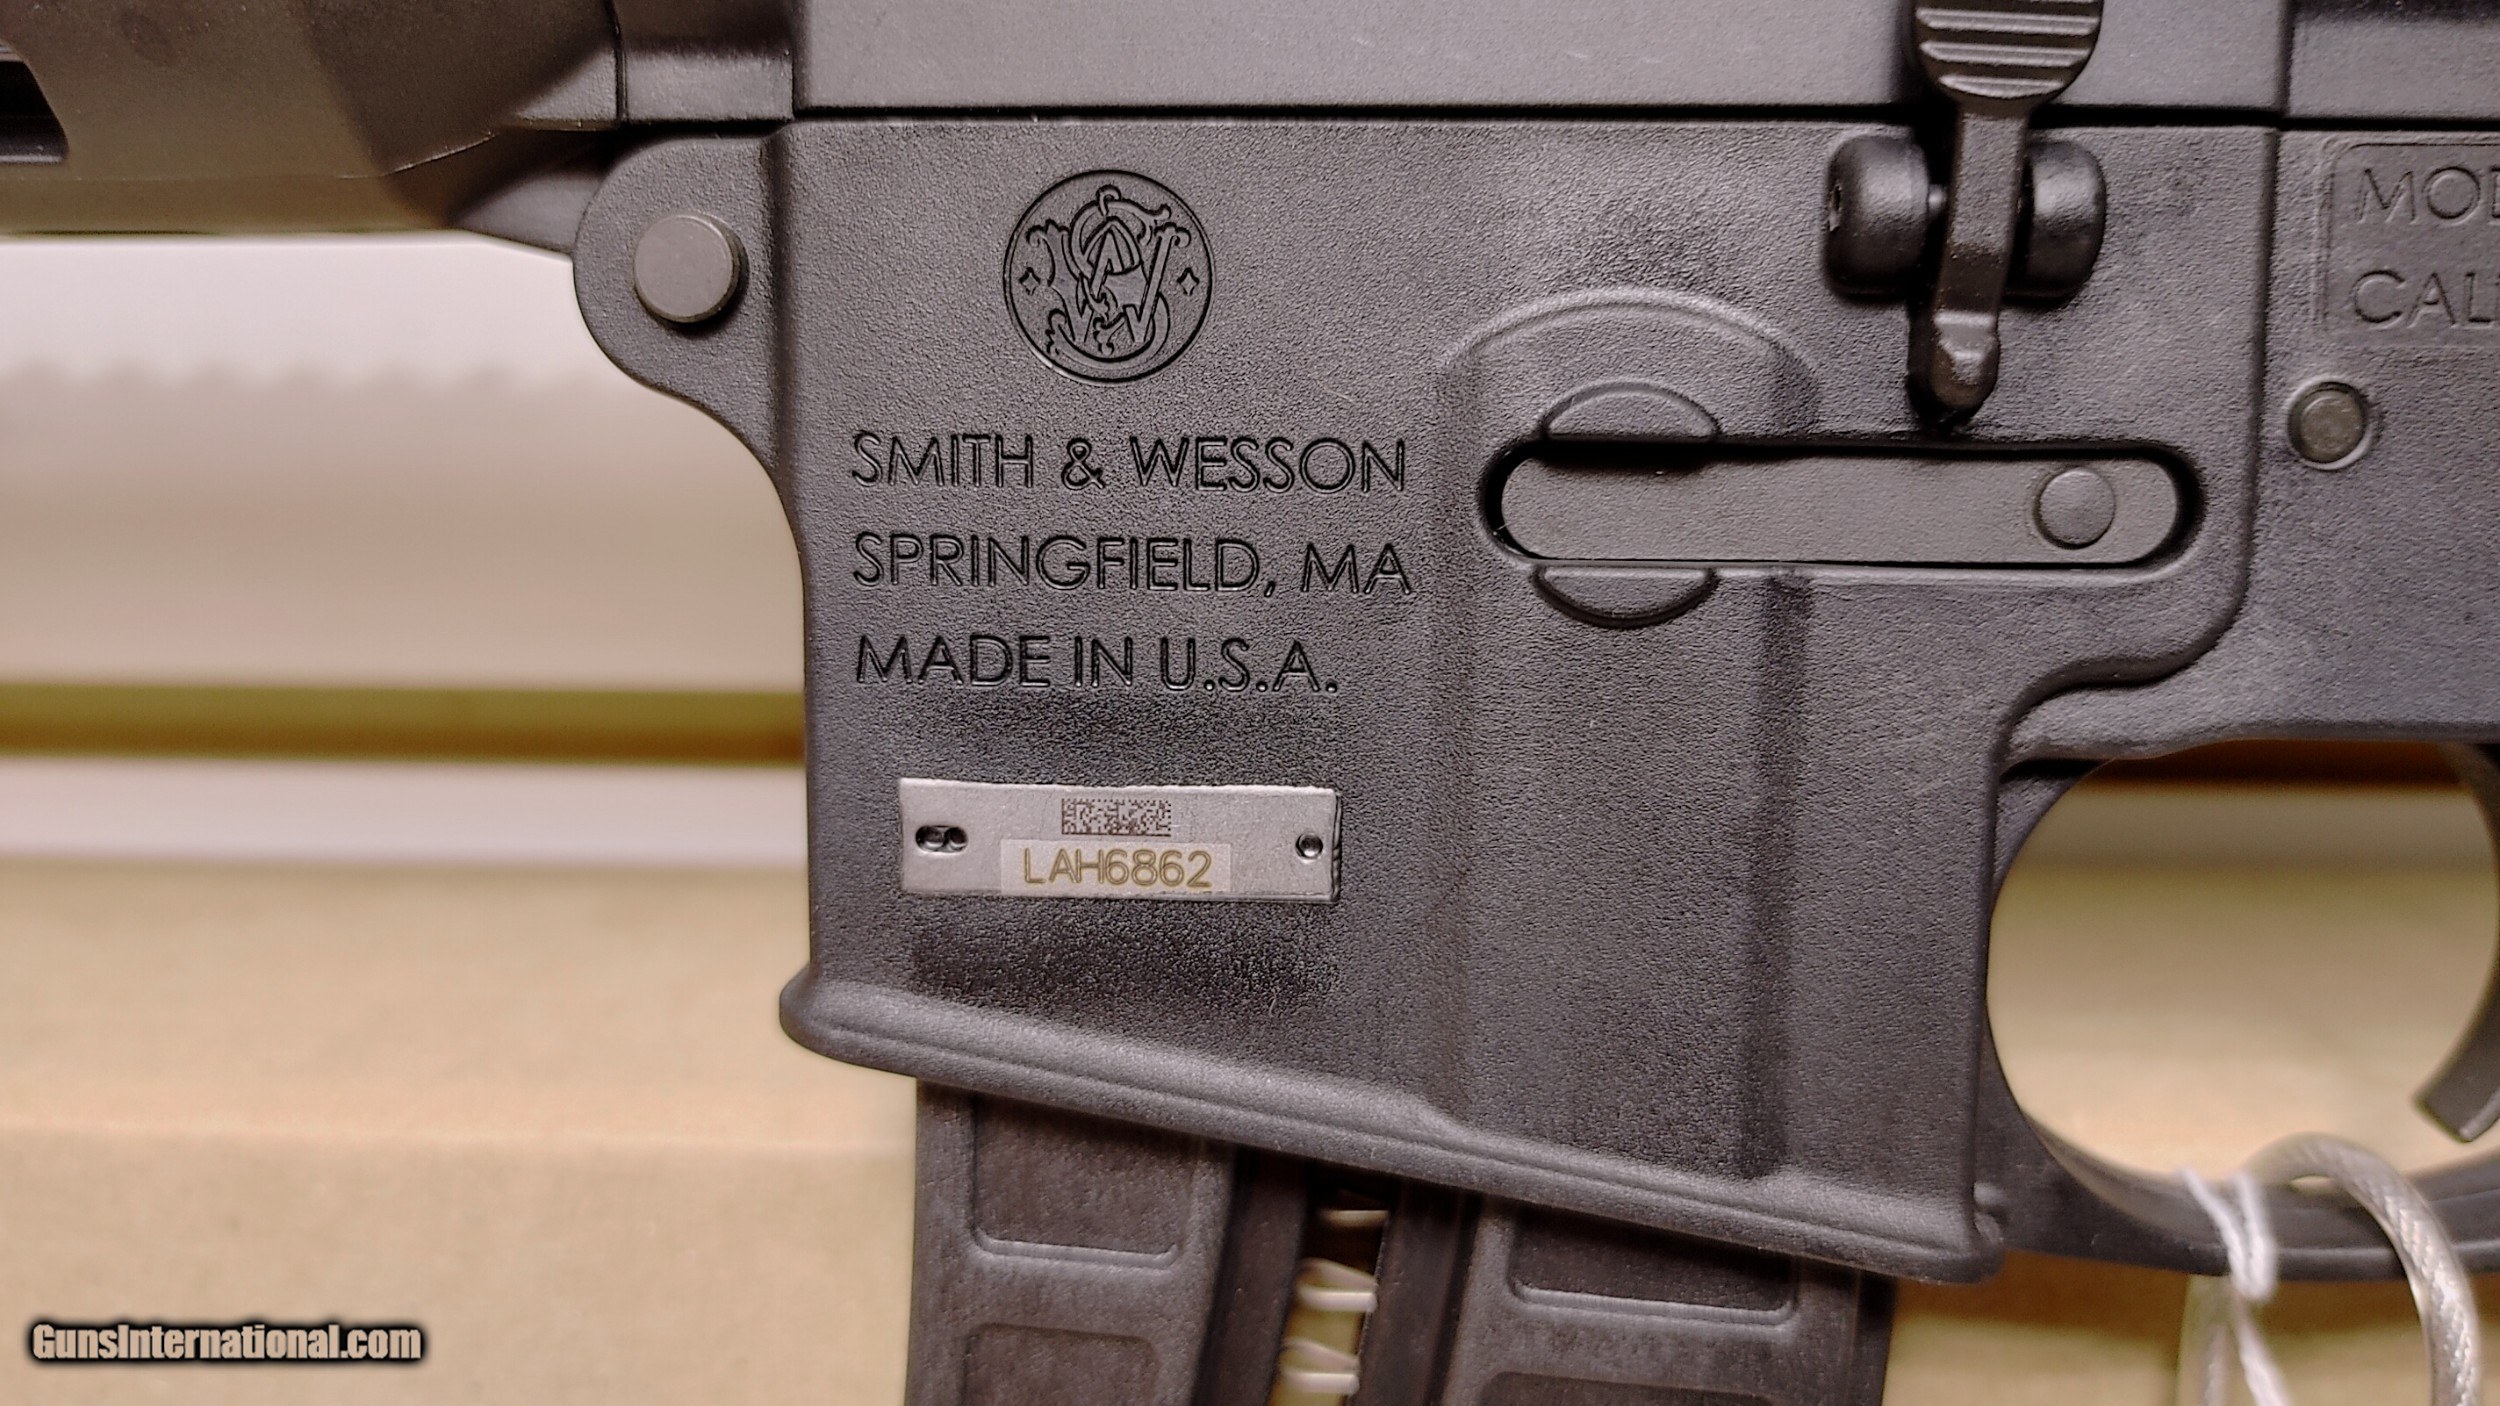 SMITH & WESSON
SPRINGFIELD, MA
MADE IN U.S.A.
LAH6862
GunsInternational.com